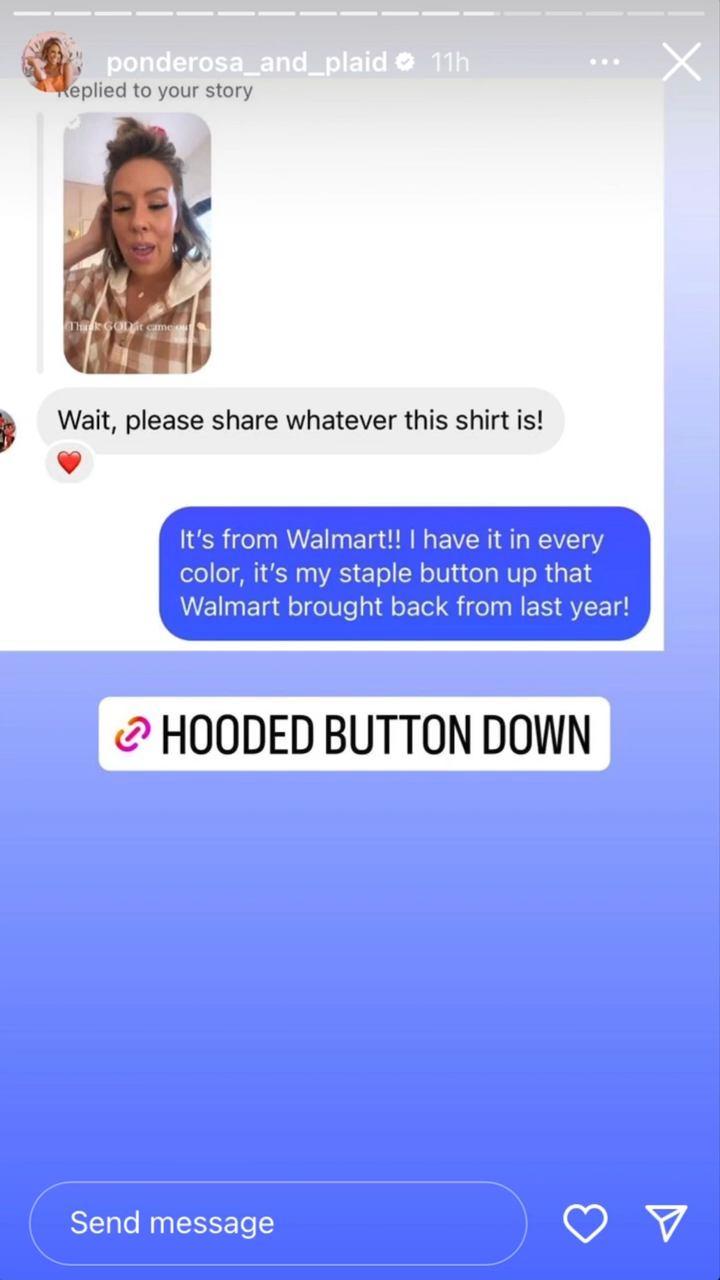 ponderosa_and_plaid 11h
Replied to your story
Thank GOD it came out
Wait, please share whatever this shirt is!
It's from Walmart!! I have it in every
color, it's my staple button up that
Walmart brought back from last year!
HOODED BUTTON DOWN
Send message